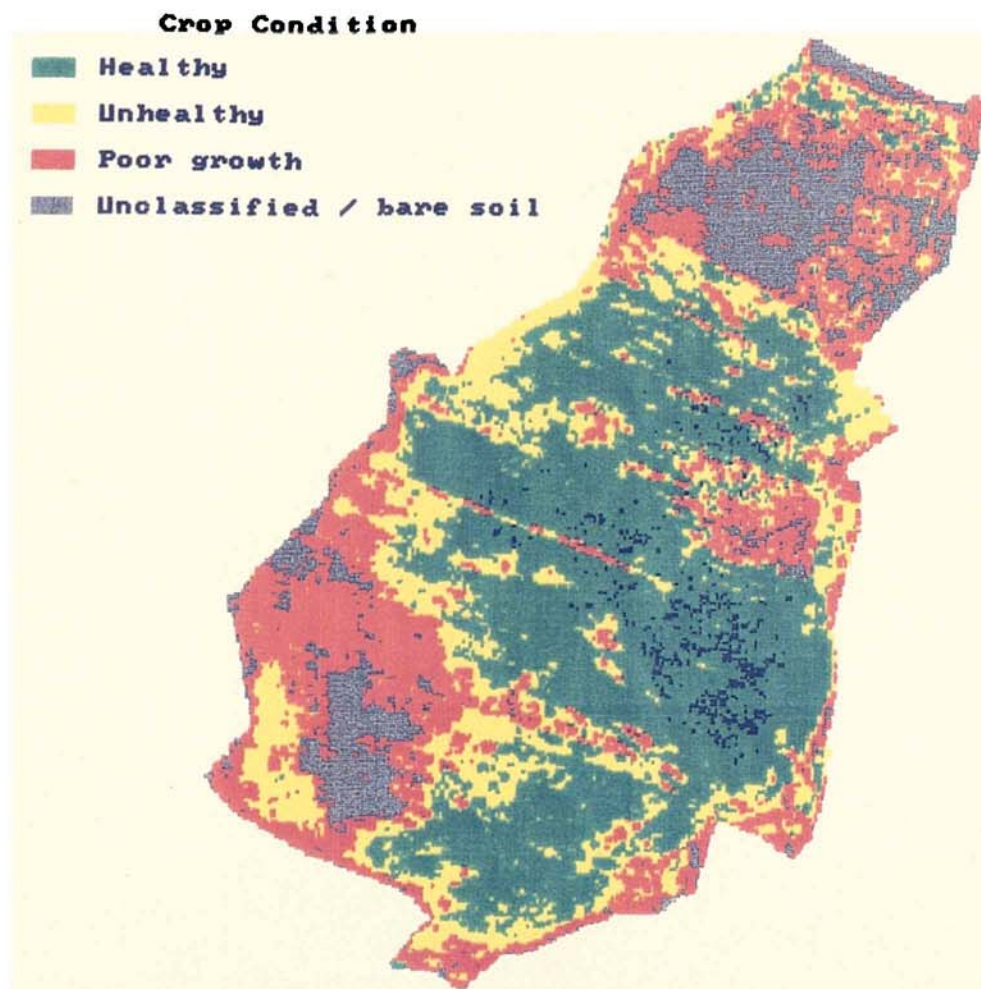 Crop Condition
Healthy
Unhealthy
Poor growth
Unclassified / bare soil